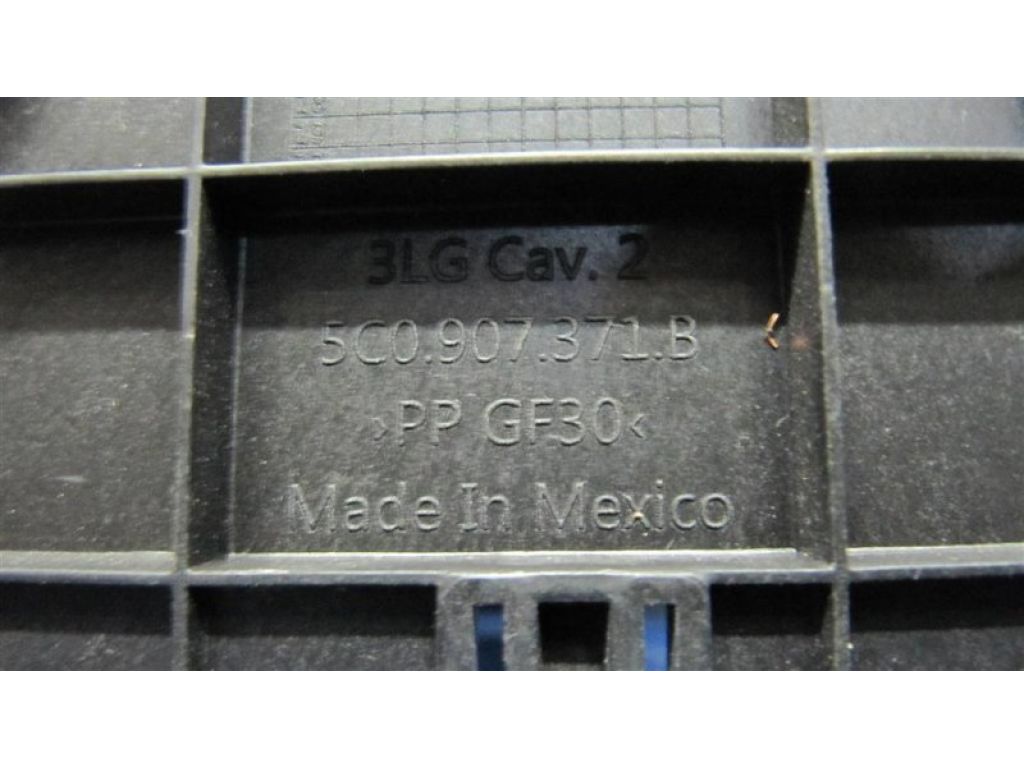 3LG Cav. 2
5C0.907.371.B
>PP GF30<
Made In Mexico